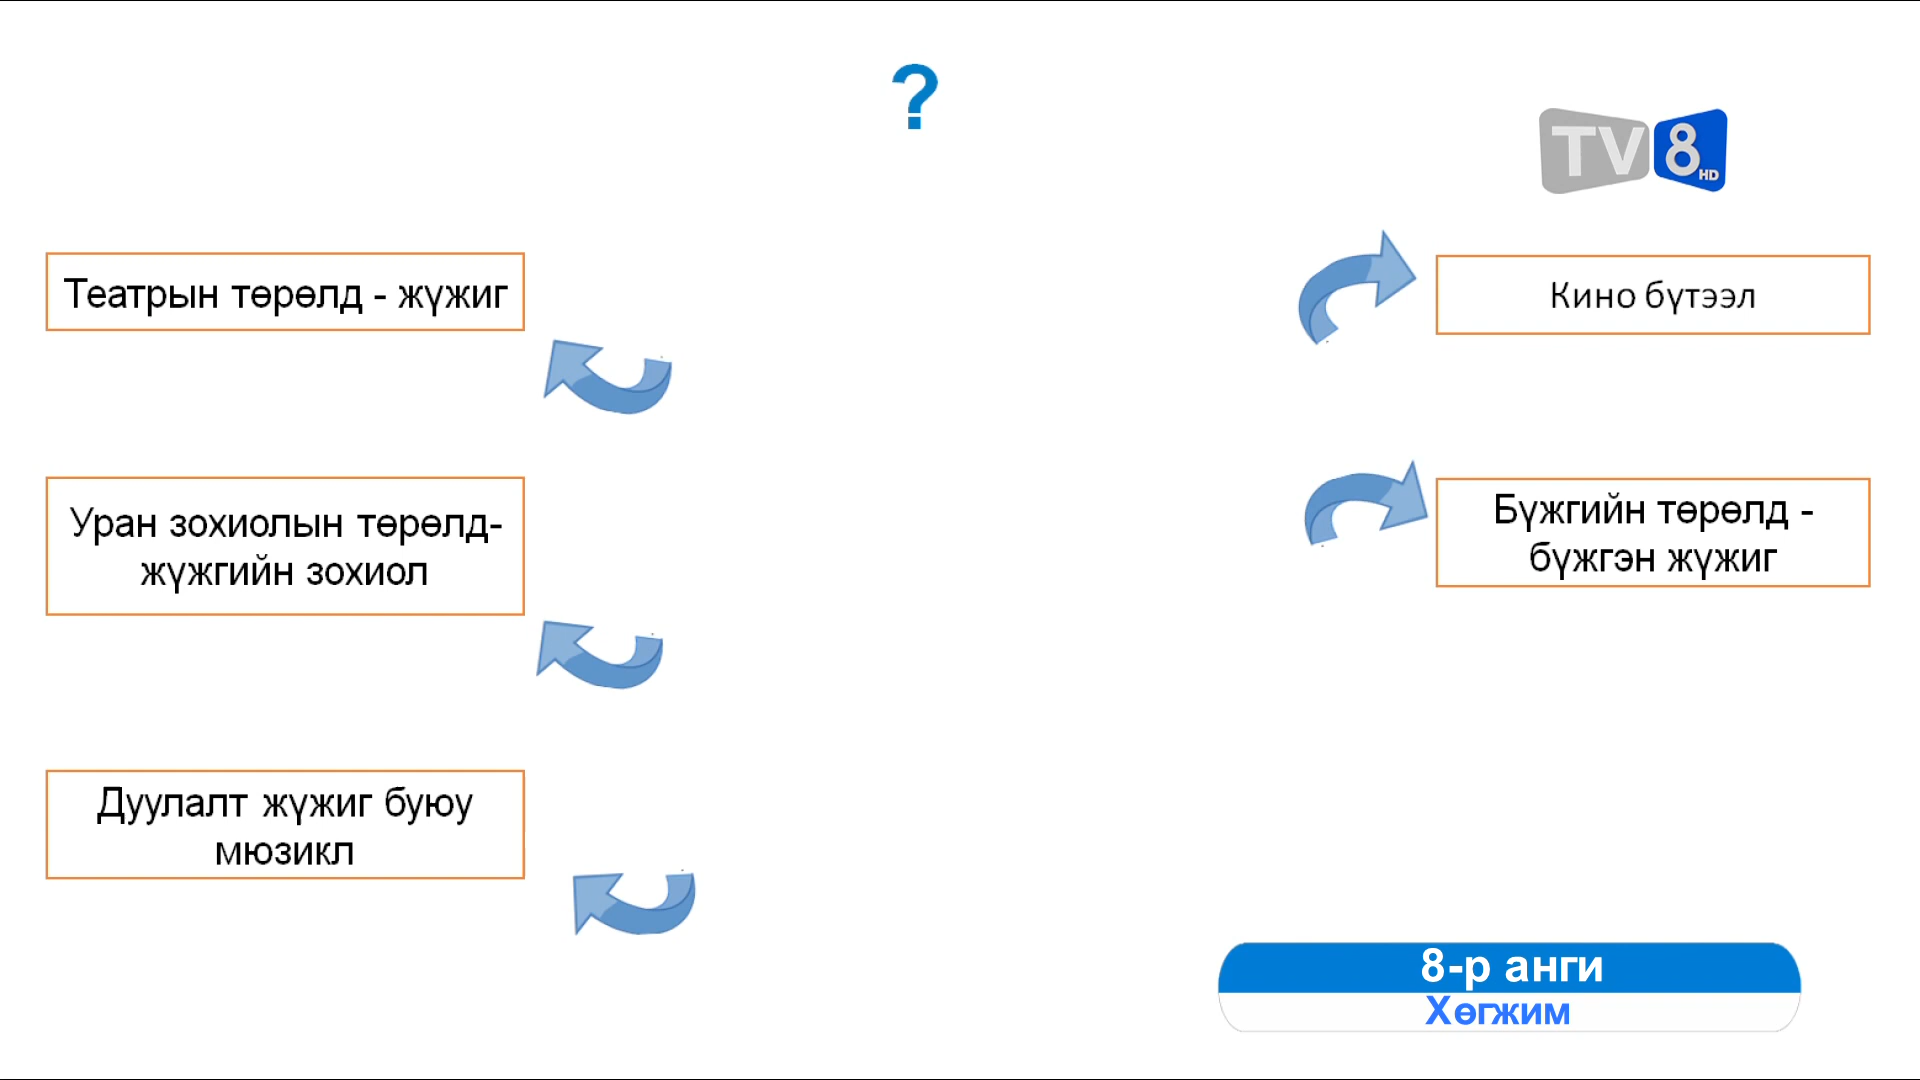 ?
TV8 HD
Театрын төрөлд - жүжиг
Кино бүтээл
Уран зохиолын төрөлд-
жүжгийн зохиол
Бүжгийн төрөлд -
бүжгэн жүжиг
Дуулалт жүжиг буюу
мюзикл
8-р анги
Хөгжим